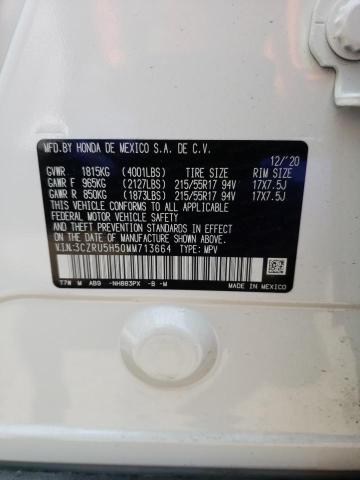 MFD.BY HONDA DE MEXICO S.A. DE C.V.
12/'20
GVWR 1815KG (4001LBS) TIRE SIZE RIM SIZE
GAWR F 965KG (2127LBS) 215/55R17 94V 17X7.5J
GAWR R 850KG (1873LBS) 215/55R17 94V 17X7.5J
THIS VEHICLE CONFORMS TO ALL APPLICABLE
FEDERAL MOTOR VEHICLE SAFETY AND THEFT PREVENTION
STANDARDS IN EFFECT ON THE DATE OF MANUFACTURE SHOWN ABOVE.
V.I.N:3CZRU5H50MM713664 TYPE: MPV
T7W M AB9 -NH883PX -B -M
MADE IN MEXICO